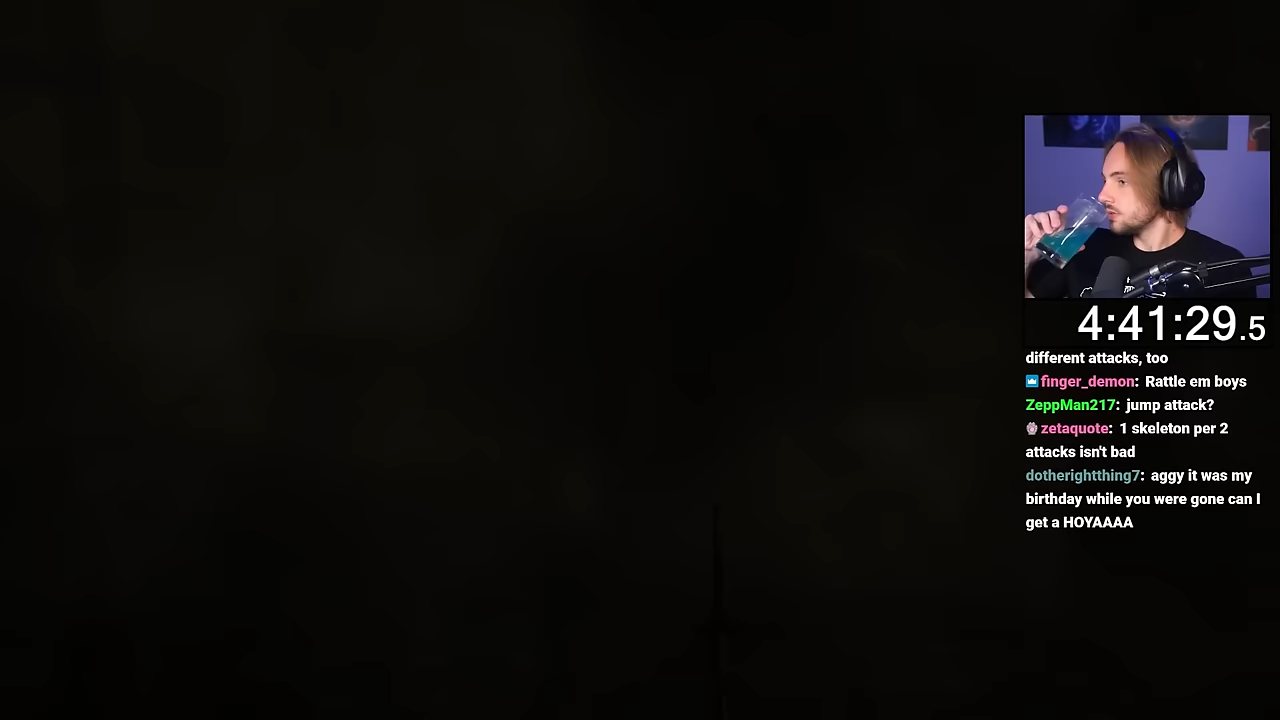 4:41:29.5
different attacks, too
finger_demon: Rattle em boys
ZeppMan217: jump attack?
zetaquote: 1 skeleton per 2
attacks isn't bad
dotherightthing7: aggy it was my
birthday while you were gone can I
get a HOYAAAA